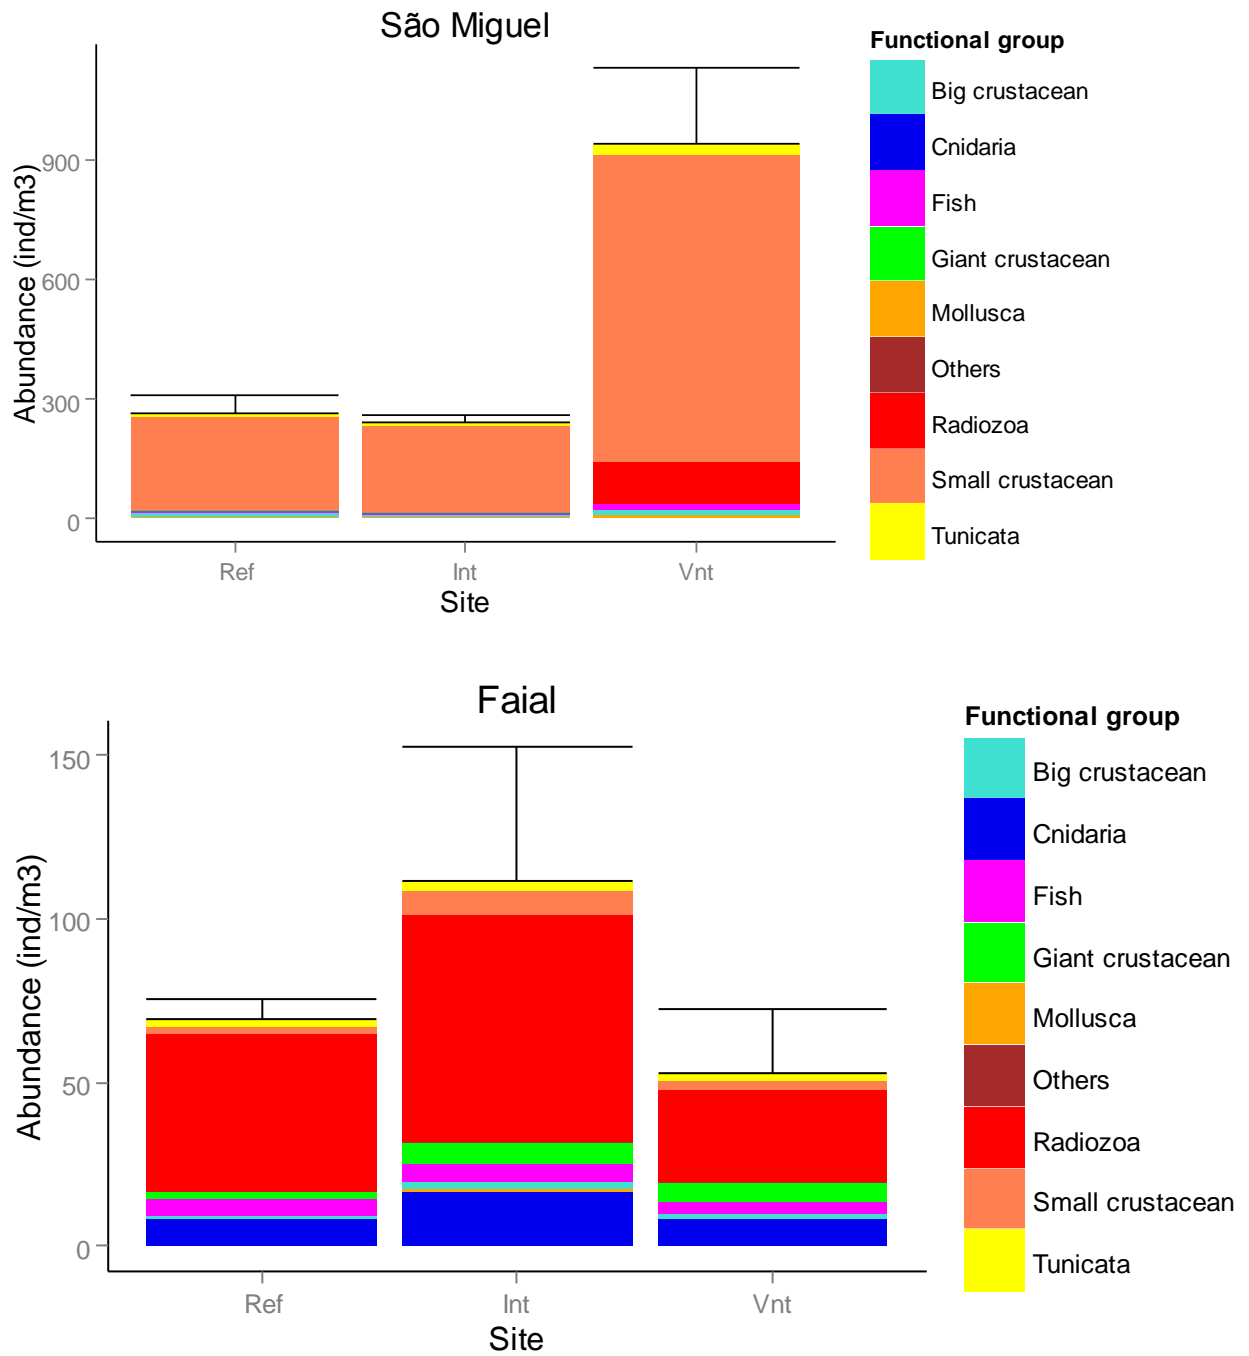 São Miguel
Abundance (ind/m3)
900
600
300
0
Ref
Int
Vnt
Site
Functional group
Big crustacean
Cnidaria
Fish
Giant crustacean
Mollusca
Others
Radiozoa
Small crustacean
Tunicata
Faial
Abundance (ind/m3)
150
100
50
0
Ref
Int
Vnt
Site
Functional group
Big crustacean
Cnidaria
Fish
Giant crustacean
Mollusca
Others
Radiozoa
Small crustacean
Tunicata